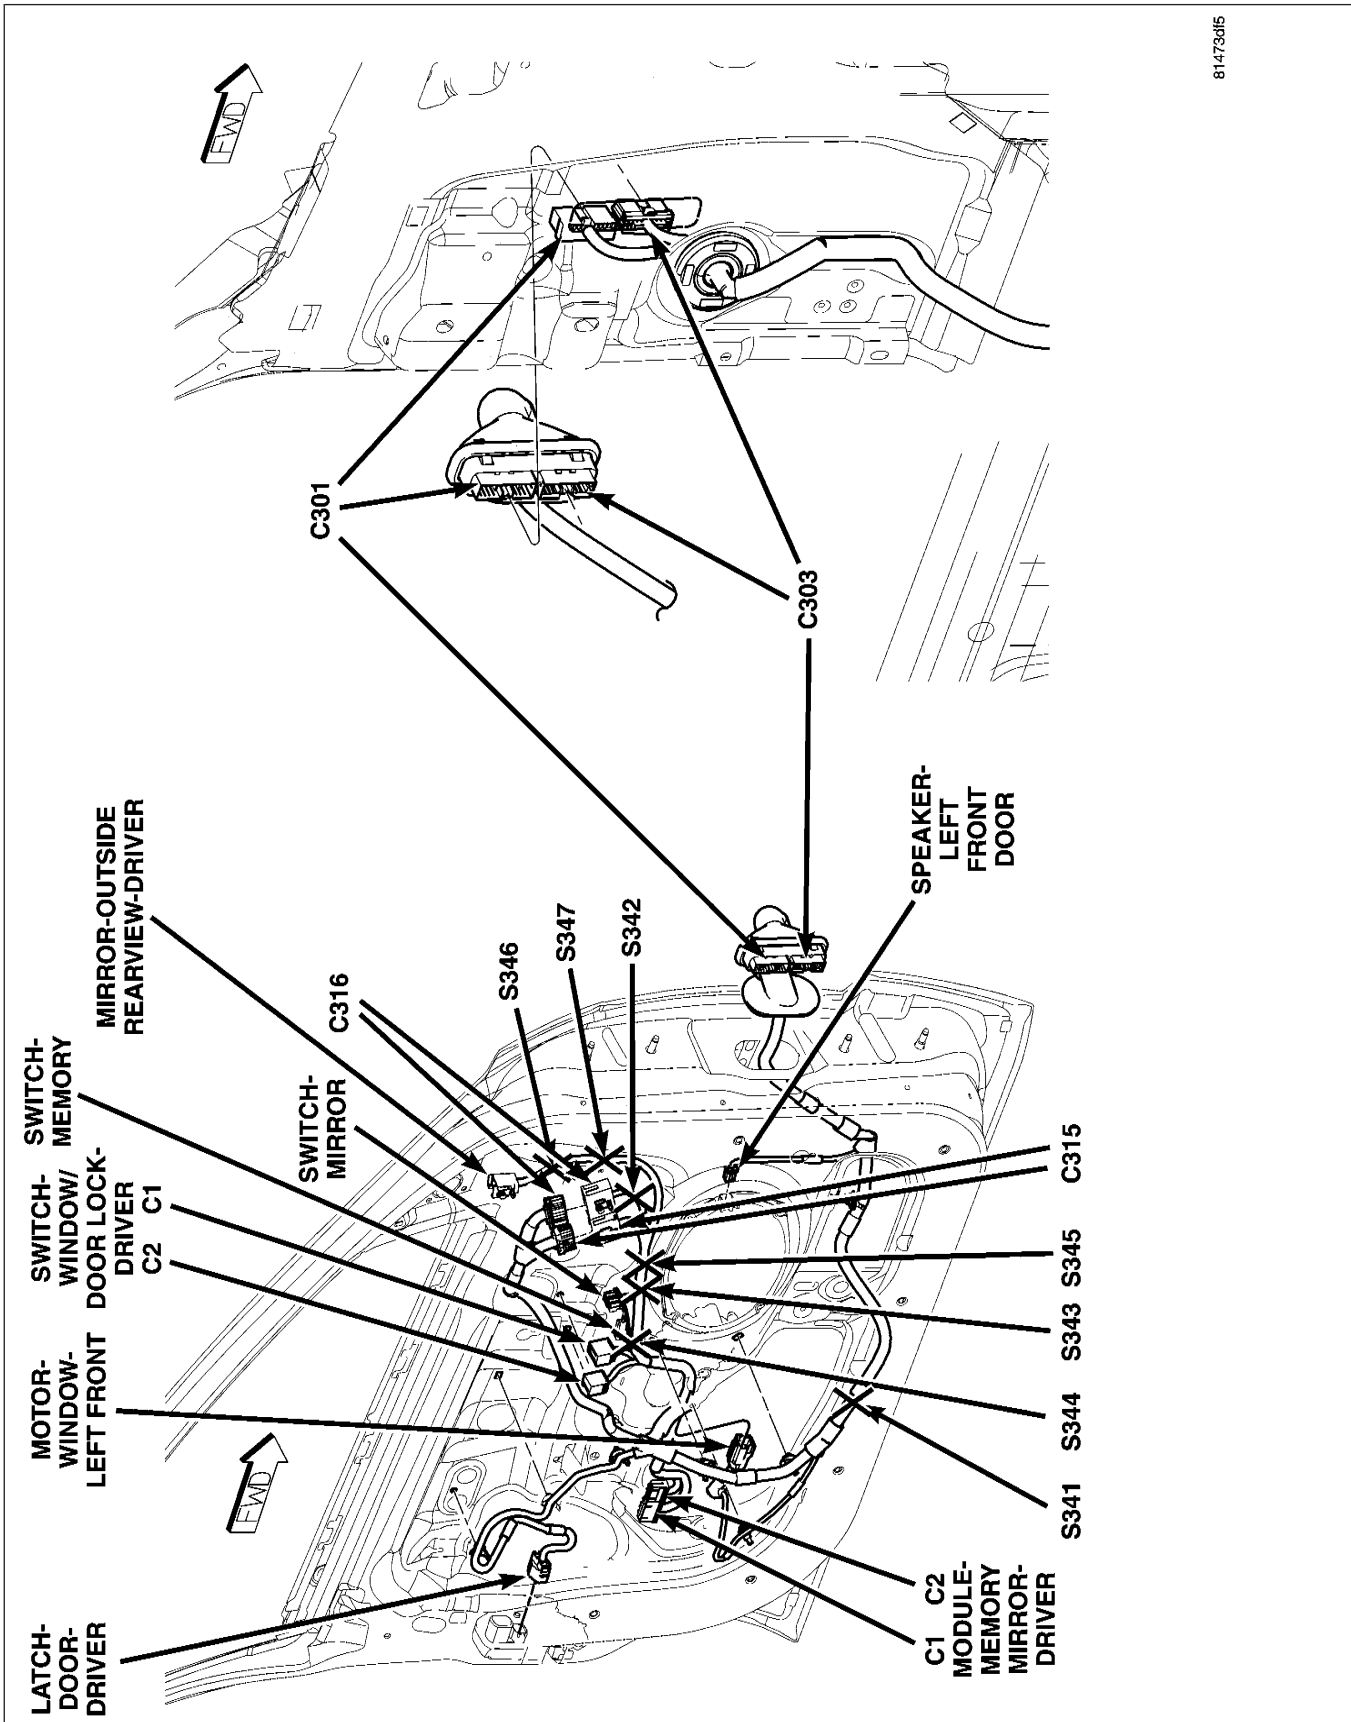 LATCH-
DOOR-
DRIVER
MOTOR-
WINDOW-
LEFT FRONT
SWITCH-
WINDOW/
DOOR LOCK-
DRIVER
C2 C1
SWITCH-
MEMORY
MIRROR-OUTSIDE
REARVIEW-DRIVER
SWITCH-
MIRROR
C316
S346
S347
S342
C301
C303
FWD
FWD
C1 C2
MODULE-
MEMORY
MIRROR-
DRIVER
S341
S344
S343
S345
C315
SPEAKER-
LEFT
FRONT
DOOR
81473df5